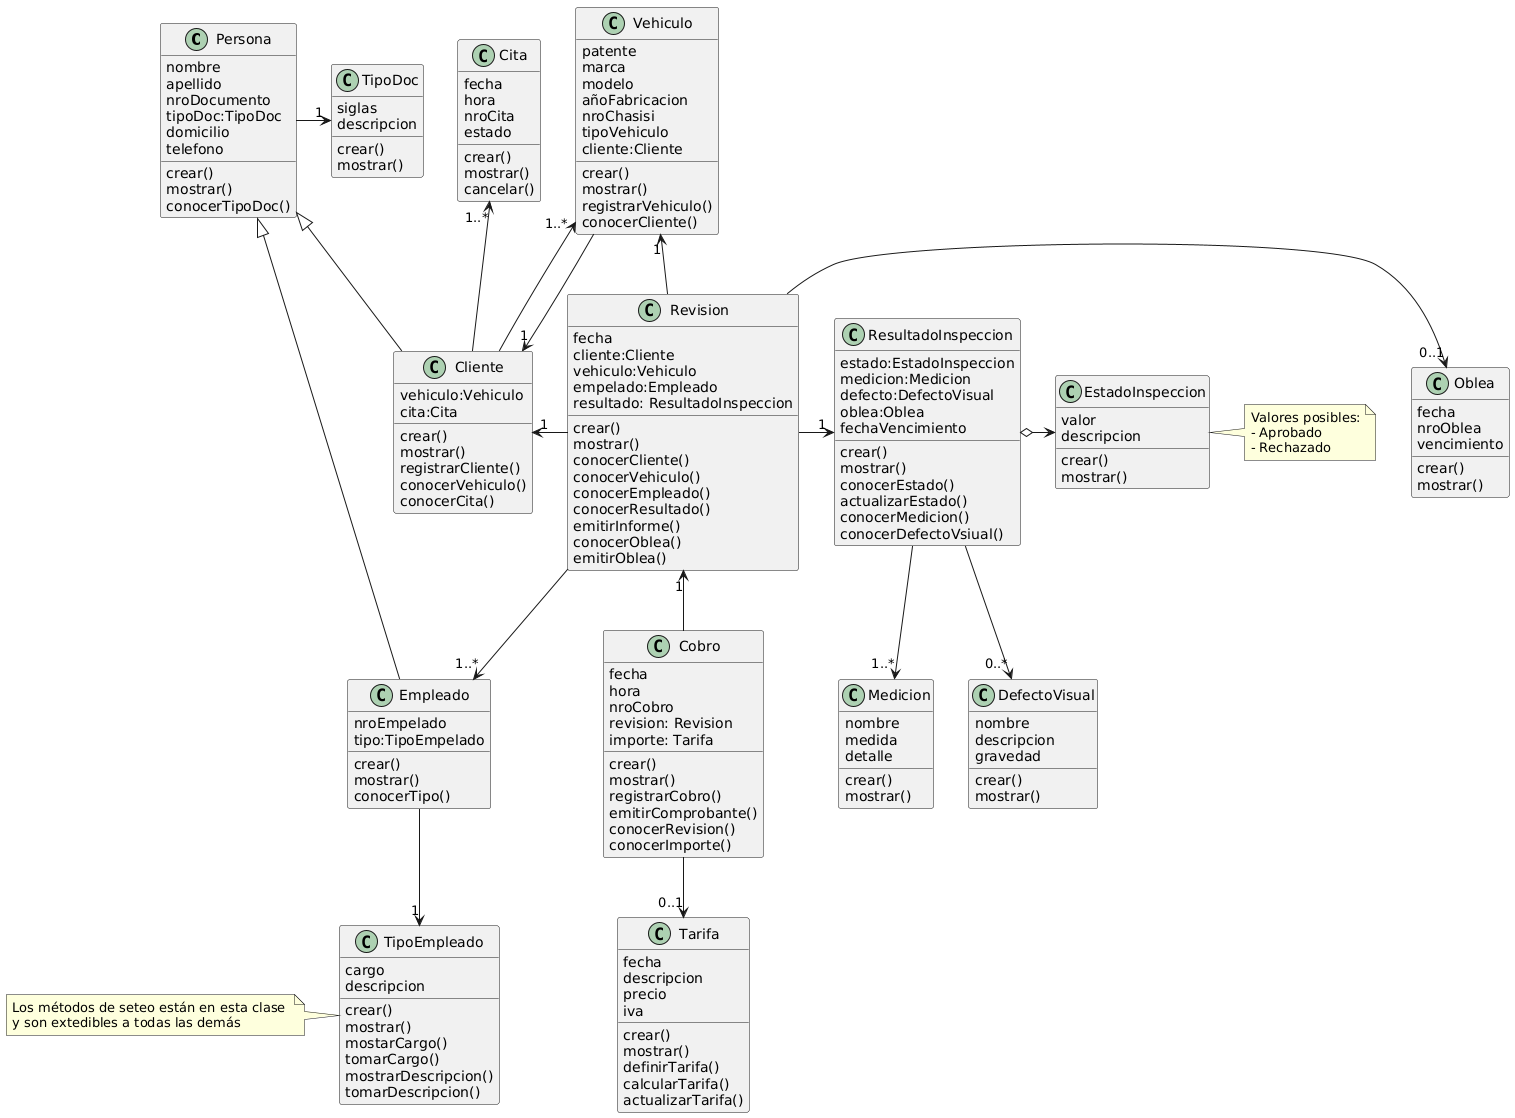 C Persona
nombre
apellido
nroDocumento
tipoDoc:TipoDoc
domicilio
telefono
crear()
mostrar()
conocerTipoDoc()
1
C TipoDoc
siglas
descripcion
crear()
mostrar()
C Cita
fecha
hora
nroCita
estado
crear()
mostrar()
cancelar()
1..*
C Vehiculo
patente
marca
modelo
añoFabricacion
nroChasisi
tipoVehiculo
cliente:Cliente
crear()
mostrar()
registrarVehiculo()
conocerCliente()
1..*
1
1
C Cliente
vehiculo:Vehiculo
cita:Cita
crear()
mostrar()
registrarCliente()
conocerVehiculo()
conocerCita()
1
C Revision
fecha
cliente:Cliente
vehiculo:Vehiculo
empelado:Empleado
resultado: ResultadoInspeccion
crear()
mostrar()
conocerCliente()
conocerVehiculo()
conocerEmpleado()
conocerResultado()
emitirInforme()
conocerOblea()
emitirOblea()
1
C ResultadoInspeccion
estado:EstadoInspeccion
medicion:Medicion
defecto:DefectoVisual
oblea:Oblea
fechaVencimiento
crear()
mostrar()
conocerEstado()
actualizarEstado()
conocerMedicion()
conocerDefectoVsiual()
C EstadoInspeccion
valor
descripcion
crear()
mostrar()
Valores posibles:
- Aprobado
- Rechazado
0..1
C Oblea
fecha
nroOblea
vencimiento
crear()
mostrar()
1..*
C Empleado
nroEmpelado
tipo:TipoEmpelado
crear()
mostrar()
conocerTipo()
1
C Cobro
fecha
hora
nroCobro
revision: Revision
importe: Tarifa
crear()
mostrar()
registrarCobro()
emitirComprobante()
conocerRevision()
conocerImporte()
1..*
C Medicion
nombre
medida
detalle
crear()
mostrar()
0..*
C DefectoVisual
nombre
descripcion
gravedad
crear()
mostrar()
1
C TipoEmpleado
cargo
descripcion
crear()
mostrar()
mostarCargo()
tomarCargo()
mostrarDescripcion()
tomarDescripcion()
Los métodos de seteo están en esta clase
y son extedibles a todas las demás
0..1
C Tarifa
fecha
descripcion
precio
iva
crear()
mostrar()
definirTarifa()
calcularTarifa()
actualizarTarifa()